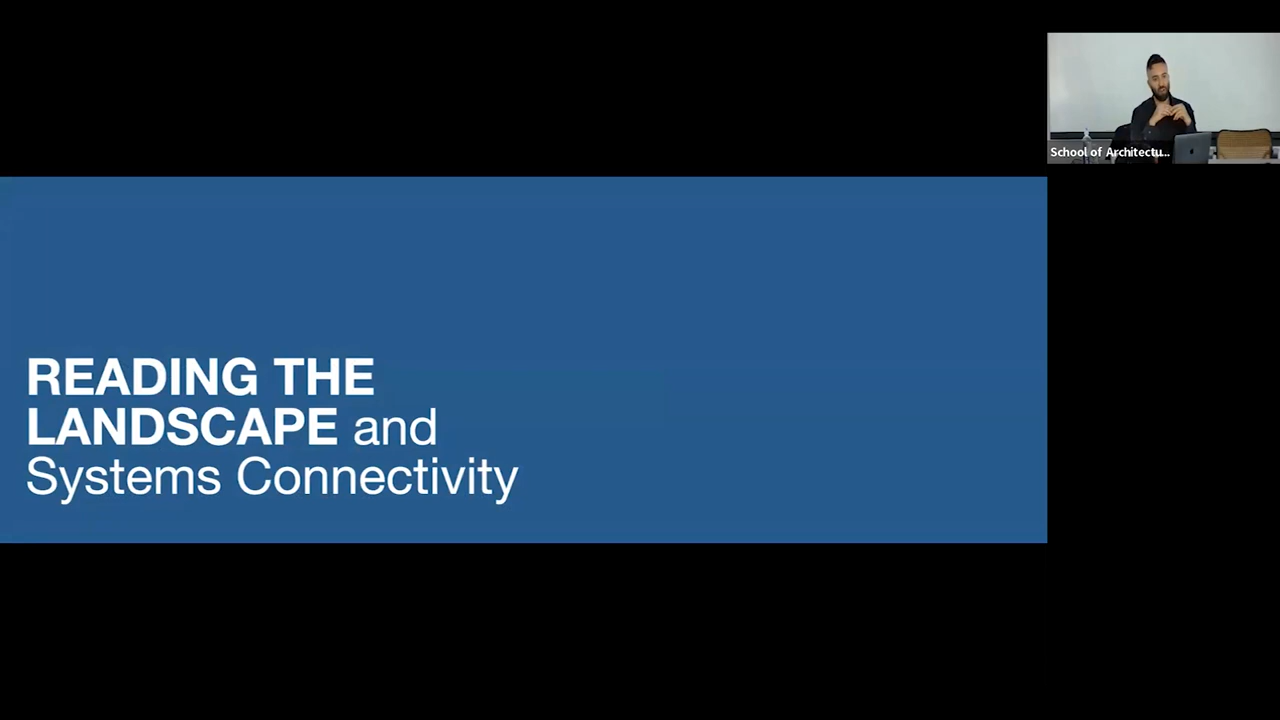 School of Architectu...
READING THE
LANDSCAPE and
Systems Connectivity